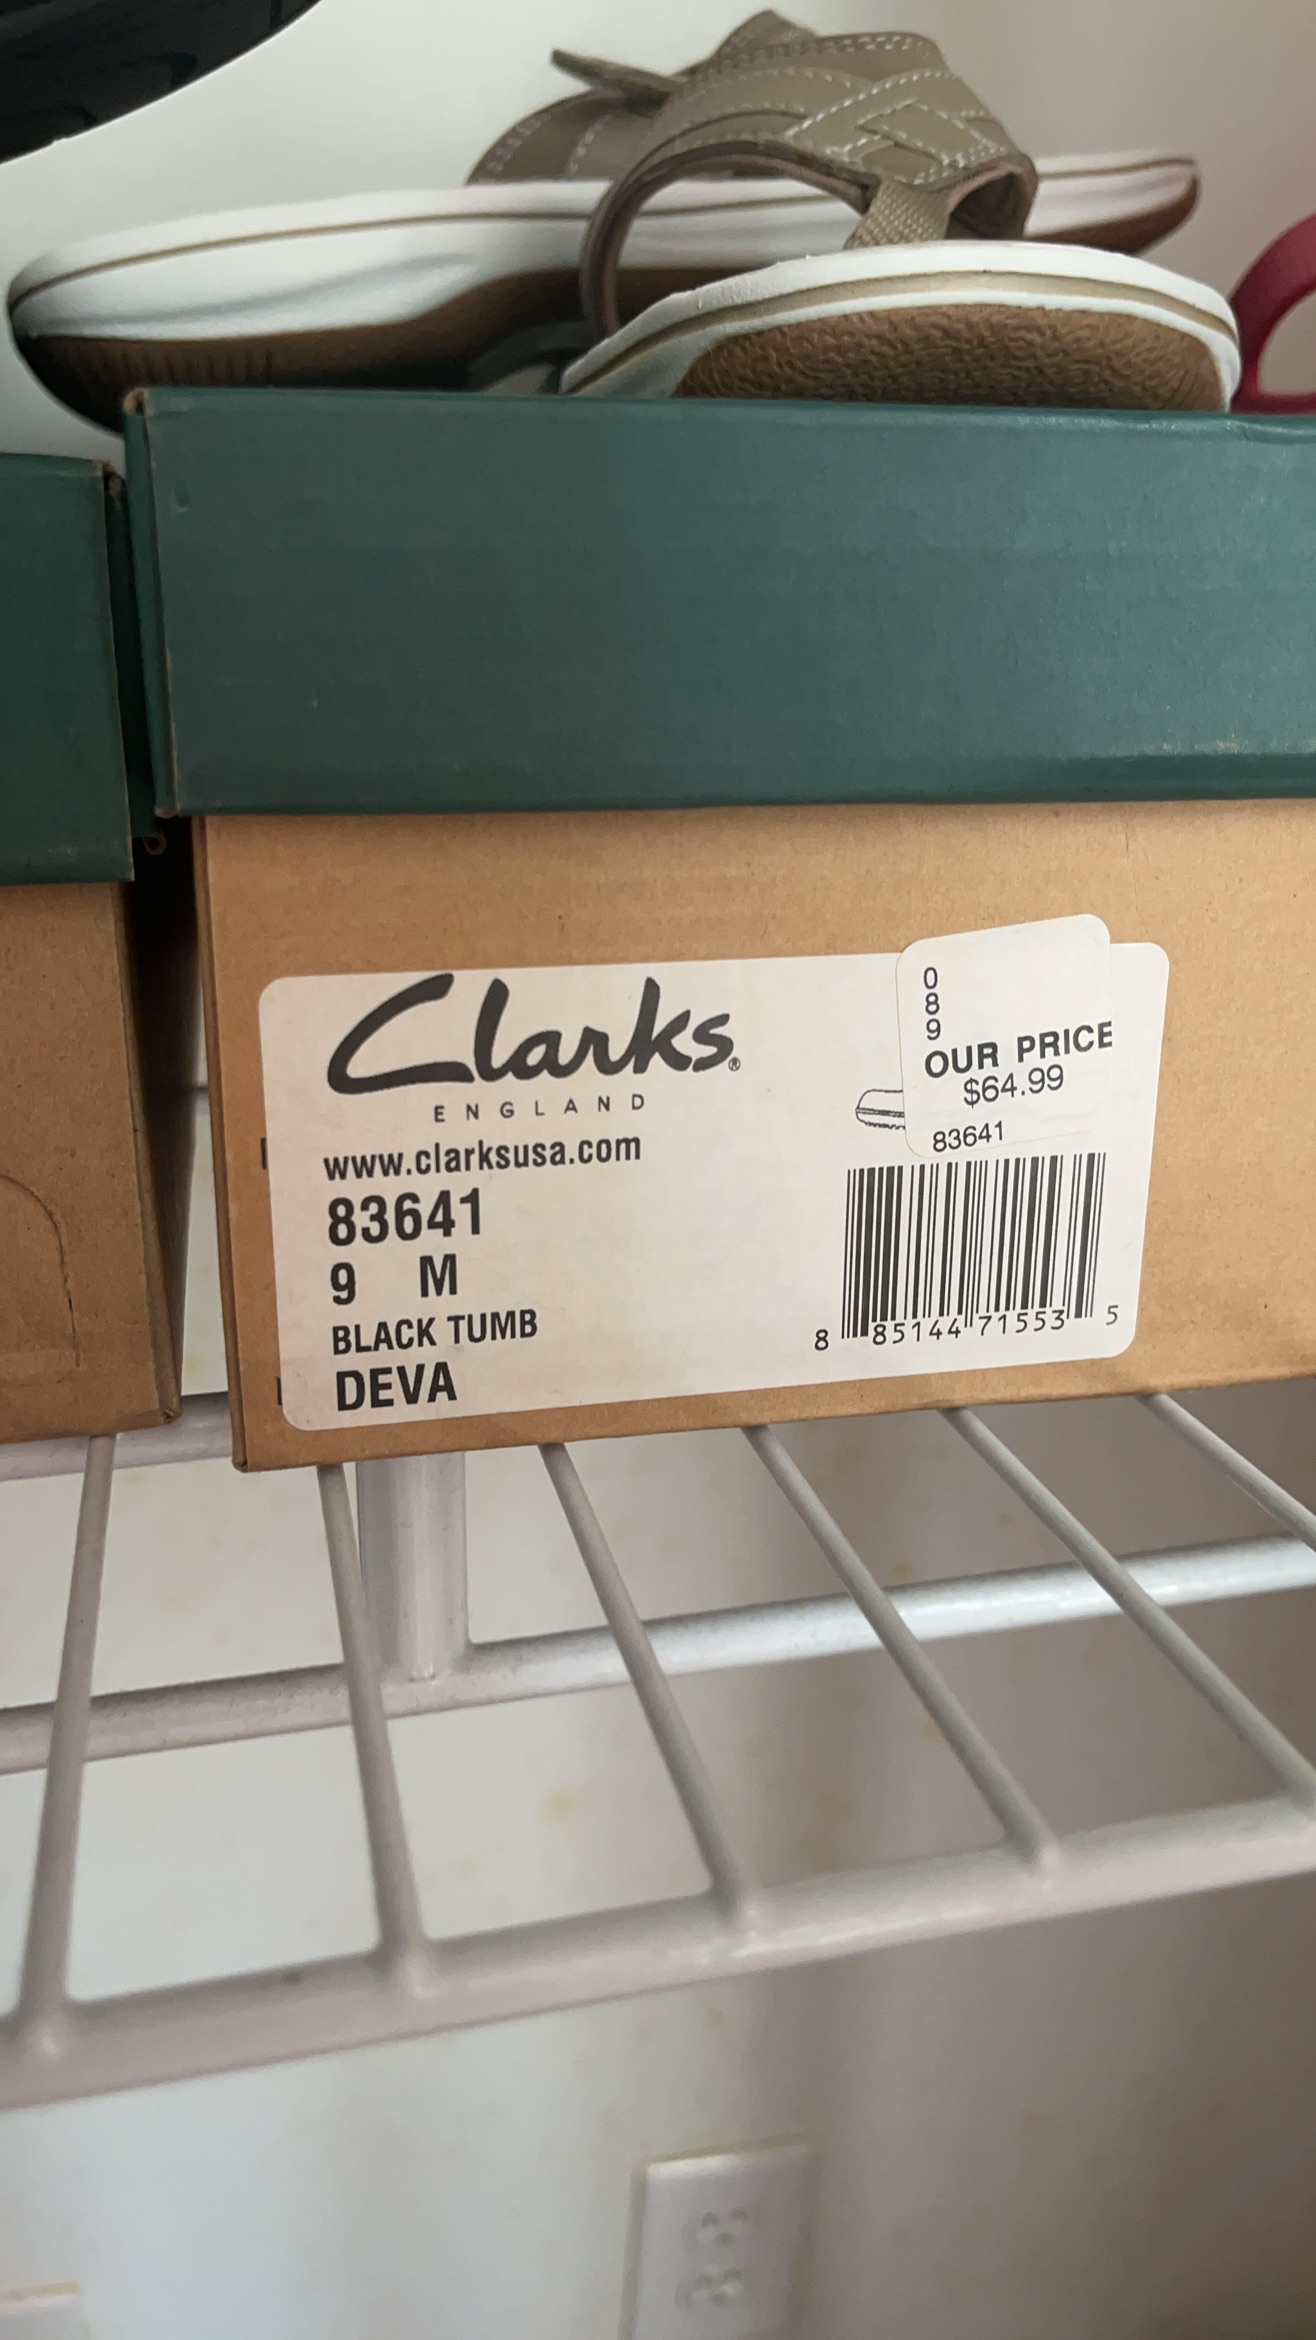 Clarks®
ENGLAND
www.clarksusa.com
83641
9 M
BLACK TUMB
DEVA
0
8
9
OUR PRICE
$64.99
83641
8 85144 71553 5